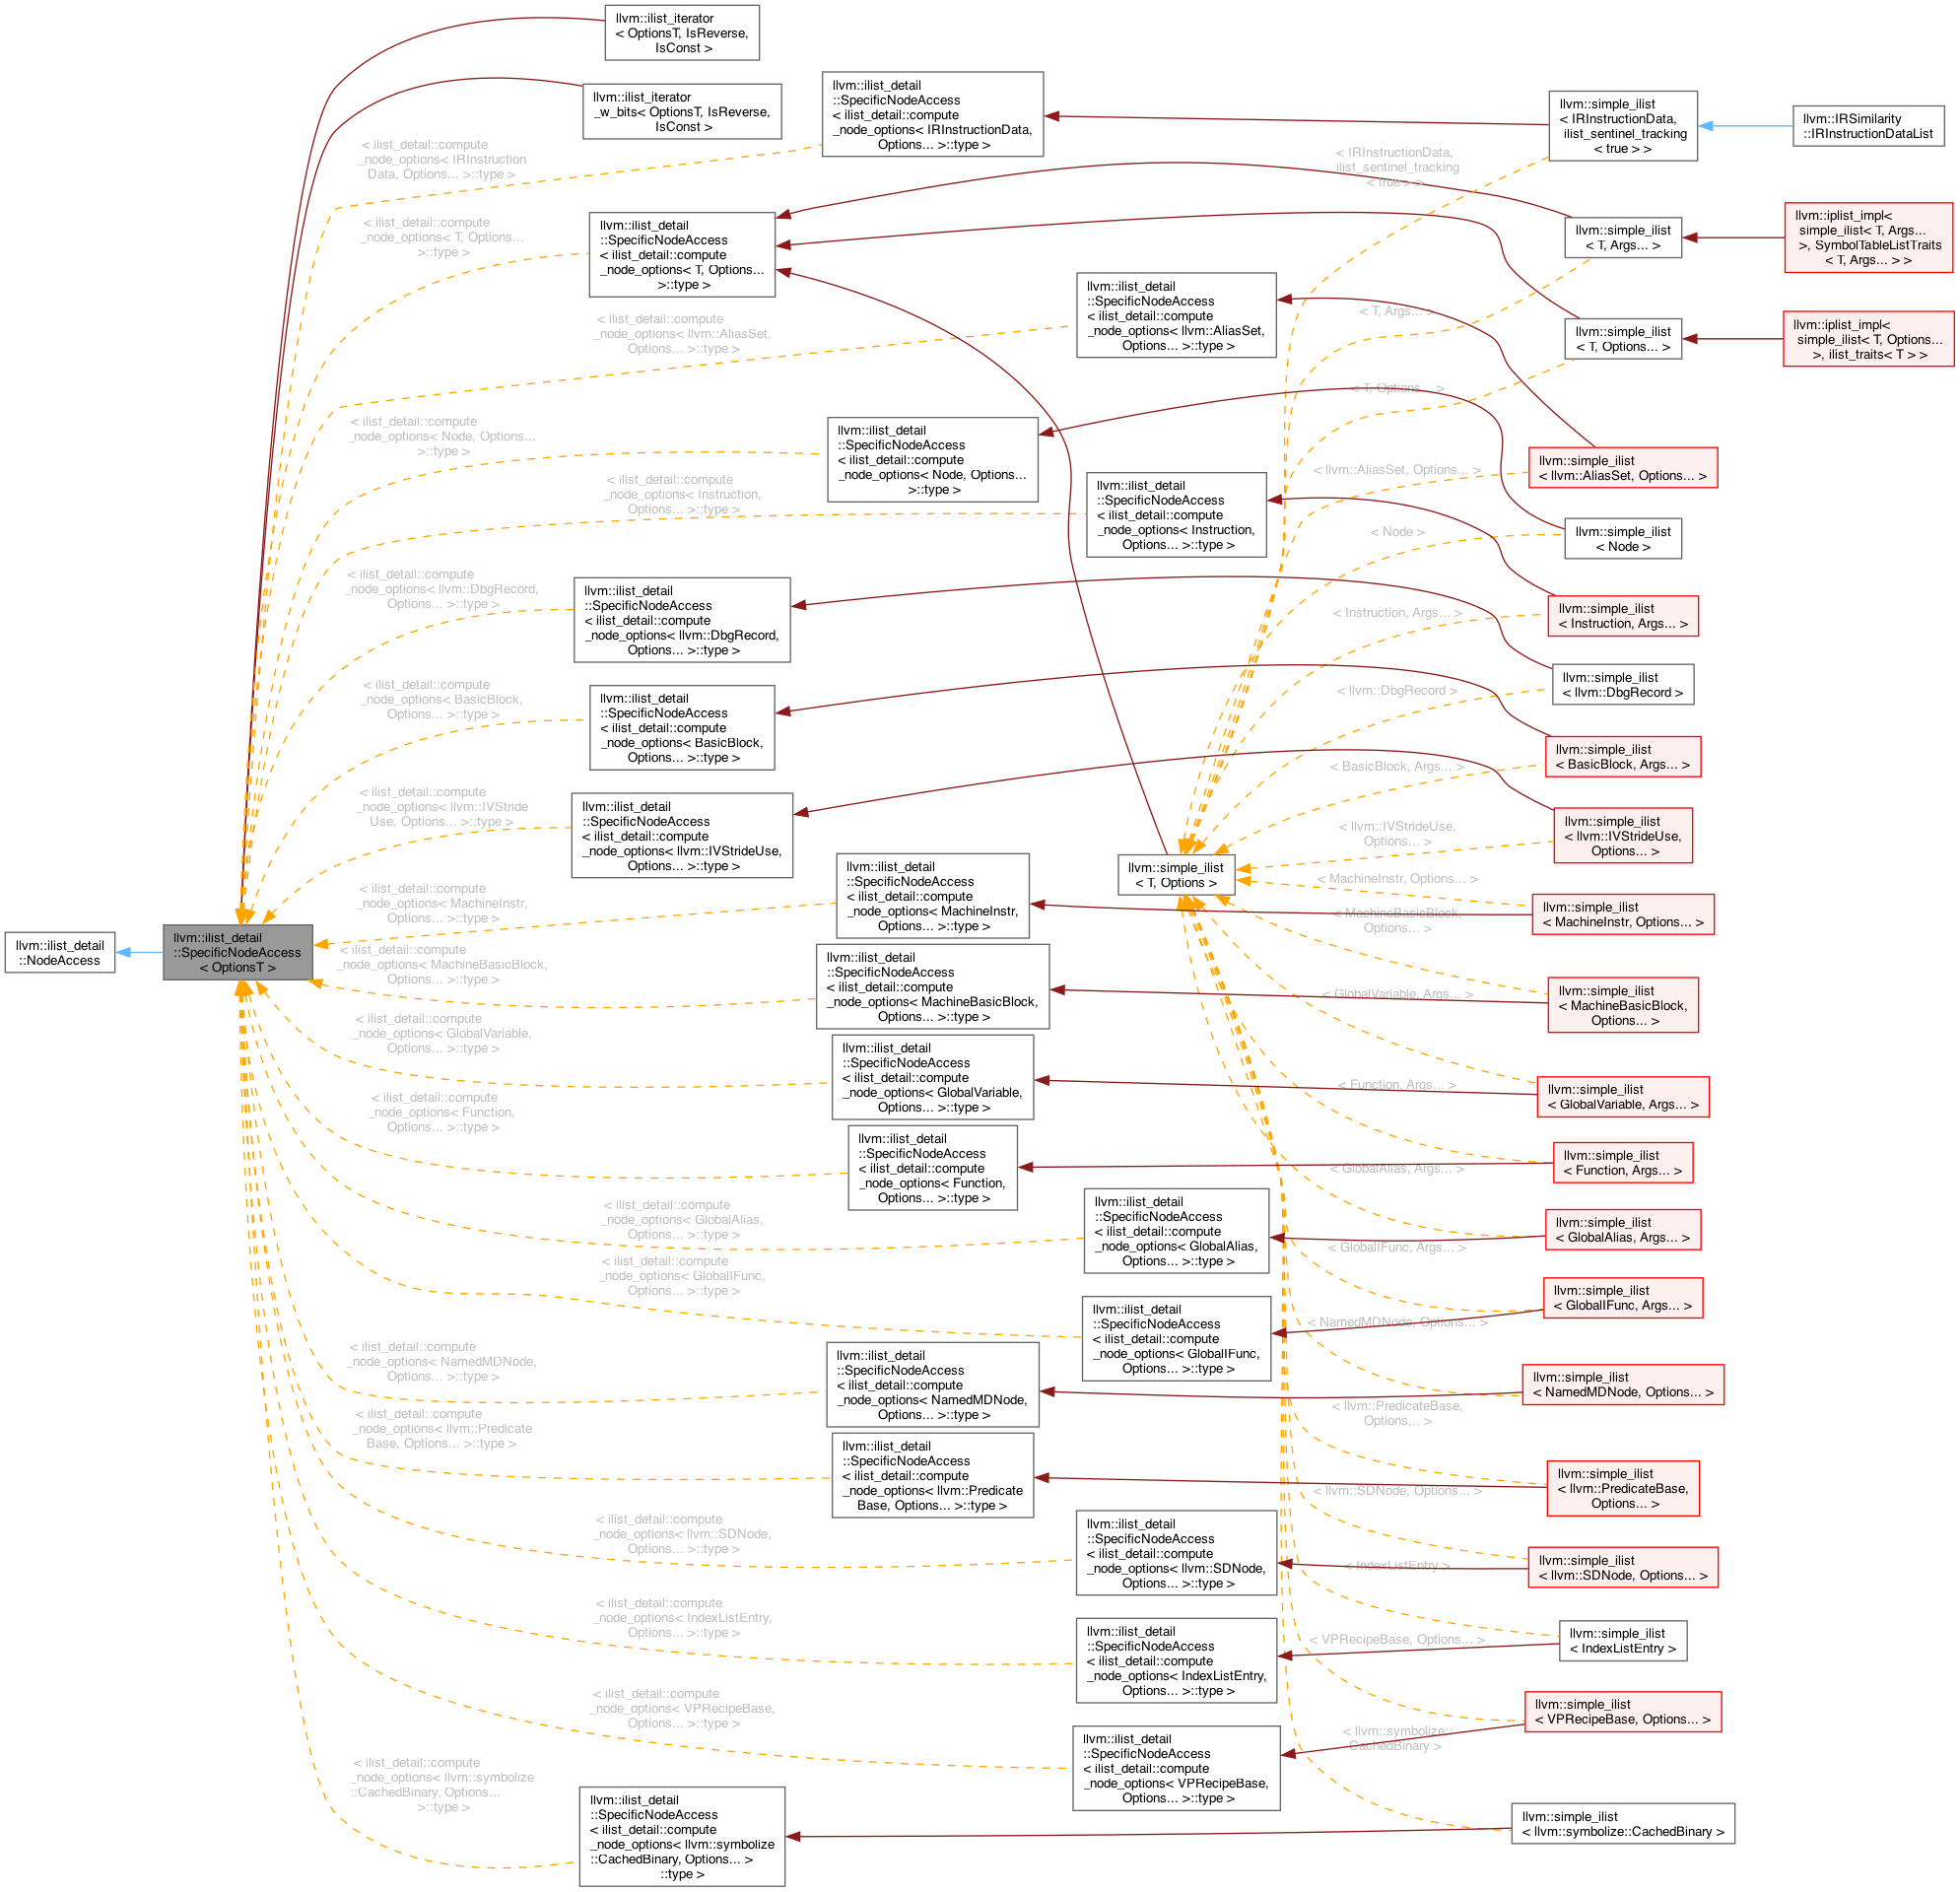 llvm::ilist_iterator
< OptionsT, IsReverse,
IsConst >
llvm::ilist_iterator
_w_bits< OptionsT, IsReverse,
IsConst >
llvm::ilist_detail
::SpecificNodeAccess
< ilist_detail::compute
_node_options< IRInstructionData,
Options... >::type >
llvm::simple_ilist
< IRInstructionData,
ilist_sentinel_tracking
< true > >
llvm::IRSimilarity
::IRInstructionDataList
< ilist_detail::compute
_node_options< IRInstruction
Data, Options... >::type >
< IRInstructionData,
ilist_sentinel_tracking
< true > >
< ilist_detail::compute
_node_options< T, Options...
>::type >
llvm::ilist_detail
::SpecificNodeAccess
< ilist_detail::compute
_node_options< T, Options...
>::type >
llvm::simple_ilist
< T, Args... >
llvm::iplist_impl<
simple_ilist< T, Args...
>, SymbolTableListTraits
< T, Args... > >
< ilist_detail::compute
_node_options< llvm::AliasSet,
Options... >::type >
llvm::ilist_detail
::SpecificNodeAccess
< ilist_detail::compute
_node_options< llvm::AliasSet,
Options... >::type >
< T, Args... >
llvm::simple_ilist
< T, Options... >
llvm::iplist_impl<
simple_ilist< T, Options...
>, ilist_traits< T > >
< T, Options... >
< ilist_detail::compute
_node_options< Node, Options...
>::type >
llvm::ilist_detail
::SpecificNodeAccess
< ilist_detail::compute
_node_options< Node, Options...
>::type >
< llvm::AliasSet, Options... >
llvm::simple_ilist
< llvm::AliasSet, Options... >
< ilist_detail::compute
_node_options< Instruction,
Options... >::type >
llvm::ilist_detail
::SpecificNodeAccess
< ilist_detail::compute
_node_options< Instruction,
Options... >::type >
< Node >
llvm::simple_ilist
< Node >
< ilist_detail::compute
_node_options< llvm::DbgRecord,
Options... >::type >
llvm::ilist_detail
::SpecificNodeAccess
< ilist_detail::compute
_node_options< llvm::DbgRecord,
Options... >::type >
< Instruction, Args... >
llvm::simple_ilist
< Instruction, Args... >
< llvm::DbgRecord >
llvm::simple_ilist
< llvm::DbgRecord >
< ilist_detail::compute
_node_options< BasicBlock,
Options... >::type >
llvm::ilist_detail
::SpecificNodeAccess
< ilist_detail::compute
_node_options< BasicBlock,
Options... >::type >
< BasicBlock, Args... >
llvm::simple_ilist
< BasicBlock, Args... >
< ilist_detail::compute
_node_options< llvm::IVStride
Use, Options... >::type >
llvm::ilist_detail
::SpecificNodeAccess
< ilist_detail::compute
_node_options< llvm::IVStrideUse,
Options... >::type >
< llvm::IVStrideUse,
Options... >
llvm::simple_ilist
< llvm::IVStrideUse,
Options... >
llvm::simple_ilist
< T, Options >
< ilist_detail::compute
_node_options< MachineInstr,
Options... >::type >
llvm::ilist_detail
::SpecificNodeAccess
< ilist_detail::compute
_node_options< MachineInstr,
Options... >::type >
< MachineInstr, Options... >
llvm::simple_ilist
< MachineInstr, Options... >
llvm::ilist_detail
::NodeAccess
llvm::ilist_detail
::SpecificNodeAccess
< OptionsT >
< ilist_detail::compute
_node_options< MachineBasicBlock,
Options... >::type >
llvm::ilist_detail
::SpecificNodeAccess
< ilist_detail::compute
_node_options< MachineBasicBlock,
Options... >::type >
< MachineBasicBlock,
Options... >
llvm::simple_ilist
< MachineBasicBlock,
Options... >
< ilist_detail::compute
_node_options< GlobalVariable,
Options... >::type >
llvm::ilist_detail
::SpecificNodeAccess
< ilist_detail::compute
_node_options< GlobalVariable,
Options... >::type >
< GlobalVariable, Args... >
llvm::simple_ilist
< GlobalVariable, Args... >
< ilist_detail::compute
_node_options< Function,
Options... >::type >
llvm::ilist_detail
::SpecificNodeAccess
< ilist_detail::compute
_node_options< Function,
Options... >::type >
< Function, Args... >
llvm::simple_ilist
< Function, Args... >
< ilist_detail::compute
_node_options< GlobalAlias,
Options... >::type >
llvm::ilist_detail
::SpecificNodeAccess
< ilist_detail::compute
_node_options< GlobalAlias,
Options... >::type >
< GlobalAlias, Args... >
llvm::simple_ilist
< GlobalAlias, Args... >
< ilist_detail::compute
_node_options< GlobalIFunc,
Options... >::type >
llvm::ilist_detail
::SpecificNodeAccess
< ilist_detail::compute
_node_options< GlobalIFunc,
Options... >::type >
< GlobalIFunc, Args... >
llvm::simple_ilist
< GlobalIFunc, Args... >
< ilist_detail::compute
_node_options< NamedMDNode,
Options... >::type >
llvm::ilist_detail
::SpecificNodeAccess
< ilist_detail::compute
_node_options< NamedMDNode,
Options... >::type >
< NamedMDNode, Options... >
llvm::simple_ilist
< NamedMDNode, Options... >
< ilist_detail::compute
_node_options< llvm::Predicate
Base, Options... >::type >
llvm::ilist_detail
::SpecificNodeAccess
< ilist_detail::compute
_node_options< llvm::Predicate
Base, Options... >::type >
< llvm::PredicateBase,
Options... >
llvm::simple_ilist
< llvm::PredicateBase,
Options... >
< ilist_detail::compute
_node_options< llvm::SDNode,
Options... >::type >
llvm::ilist_detail
::SpecificNodeAccess
< ilist_detail::compute
_node_options< llvm::SDNode,
Options... >::type >
< llvm::SDNode, Options... >
llvm::simple_ilist
< llvm::SDNode, Options... >
< ilist_detail::compute
_node_options< IndexListEntry,
Options... >::type >
llvm::ilist_detail
::SpecificNodeAccess
< ilist_detail::compute
_node_options< IndexListEntry,
Options... >::type >
< IndexListEntry >
llvm::simple_ilist
< IndexListEntry >
< ilist_detail::compute
_node_options< VPRecipeBase,
Options... >::type >
llvm::ilist_detail
::SpecificNodeAccess
< ilist_detail::compute
_node_options< VPRecipeBase,
Options... >::type >
< VPRecipeBase, Options... >
llvm::simple_ilist
< VPRecipeBase, Options... >
< ilist_detail::compute
_node_options< llvm::symbolize
::CachedBinary, Options...
>::type >
llvm::ilist_detail
::SpecificNodeAccess
< ilist_detail::compute
_node_options< llvm::symbolize
::CachedBinary, Options... >
::type >
< llvm::symbolize::
CachedBinary >
llvm::simple_ilist
< llvm::symbolize::CachedBinary >